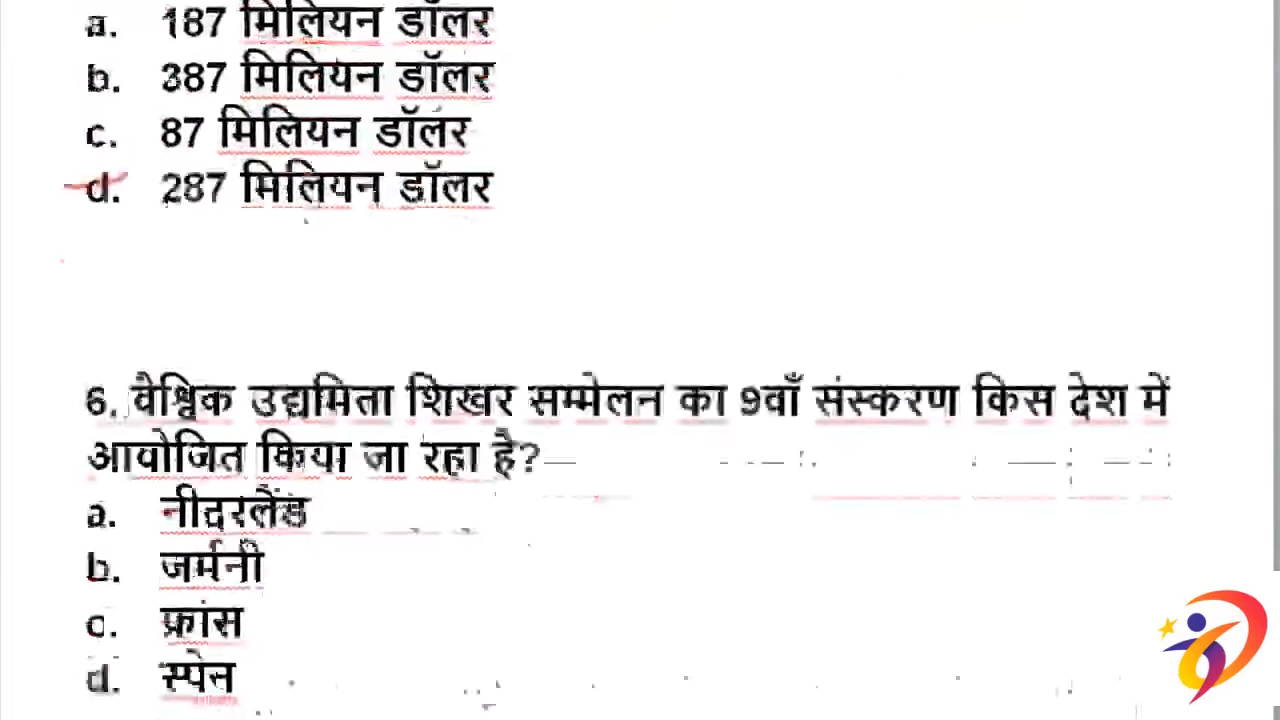 a. 187 मिलियन डॉलर
b. 387 मिलियन डॉलर
c. 87 मिलियन डॉलर
d. 287 मिलियन डॉलर
6. वैश्विक उद्यमिता शिखर सम्मेलन का 9वाँ संस्करण किस देश में
आयोजित किया जा रहा है?
a. नीदरलैंड
b. जर्मनी
c. फ्रांस
d. स्पेन